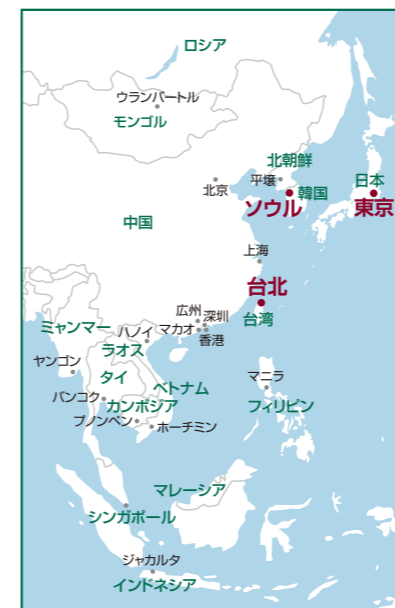 ロシア
ウランバートル
モンゴル
北朝鮮
平壌
北京
ソウル
韓国
日本
東京
中国
上海
台北
台湾
広州
深圳
マカオ
香港
ミャンマー
ハノイ
ラオス
ヤンゴン
タイ
ベトナム
マニラ
バンコク
カンボジア
フィリピン
プノンペン
ホーチミン
マレーシア
シンガポール
ジャカルタ
インドネシア